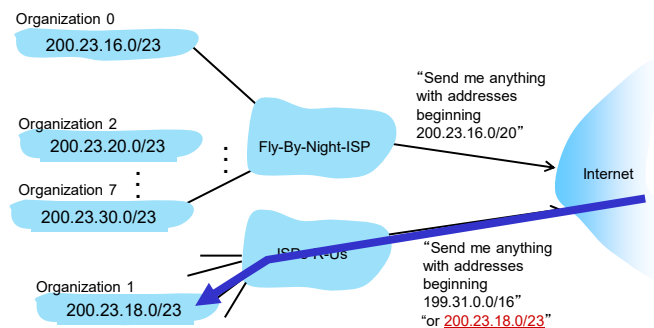 Organization 0
200.23.16.0/23
Organization 2
200.23.20.0/23
Organization 7
200.23.30.0/23
Organization 1
200.23.18.0/23
Fly-By-Night-ISP
ISPs-R-Us
“Send me anything
with addresses
beginning
200.23.16.0/20”
Internet
“Send me anything
with addresses
beginning
199.31.0.0/16”
“or 200.23.18.0/23”